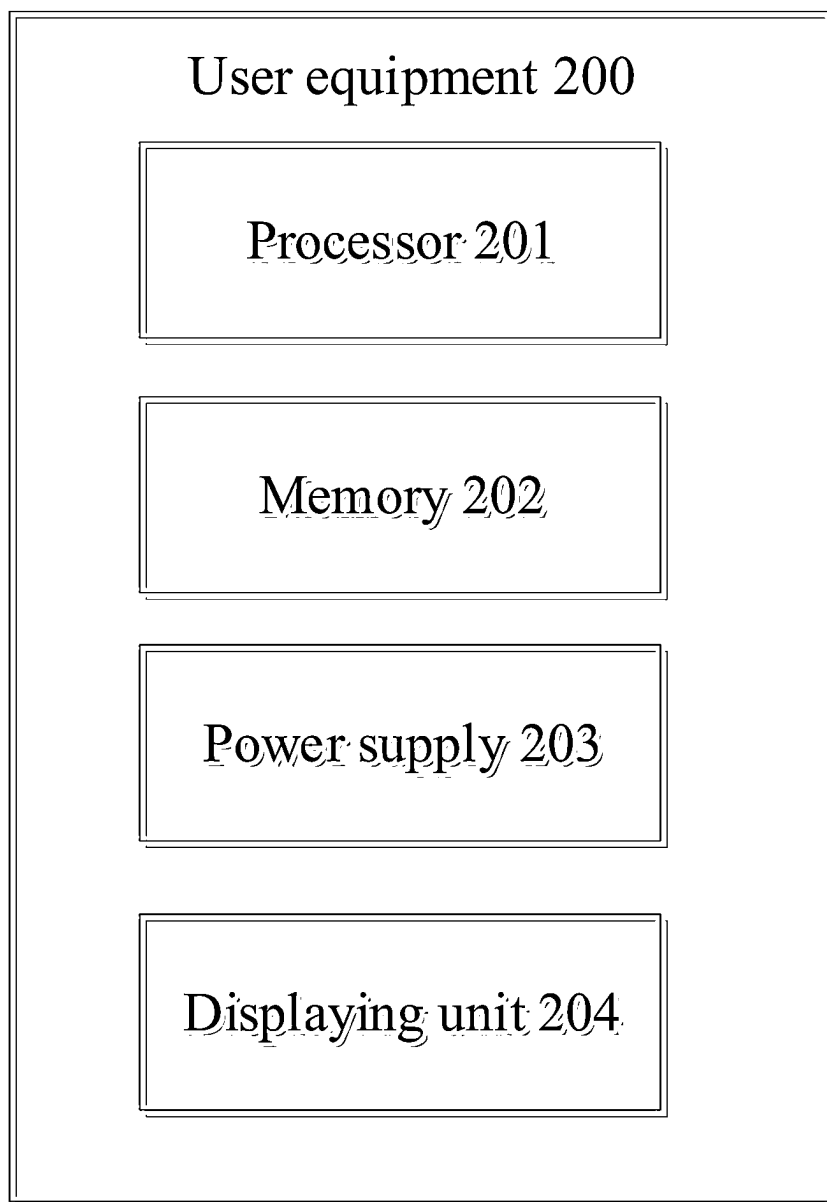 User equipment 200
Processor 201
Memory 202
Power supply 203
Displaying unit 204